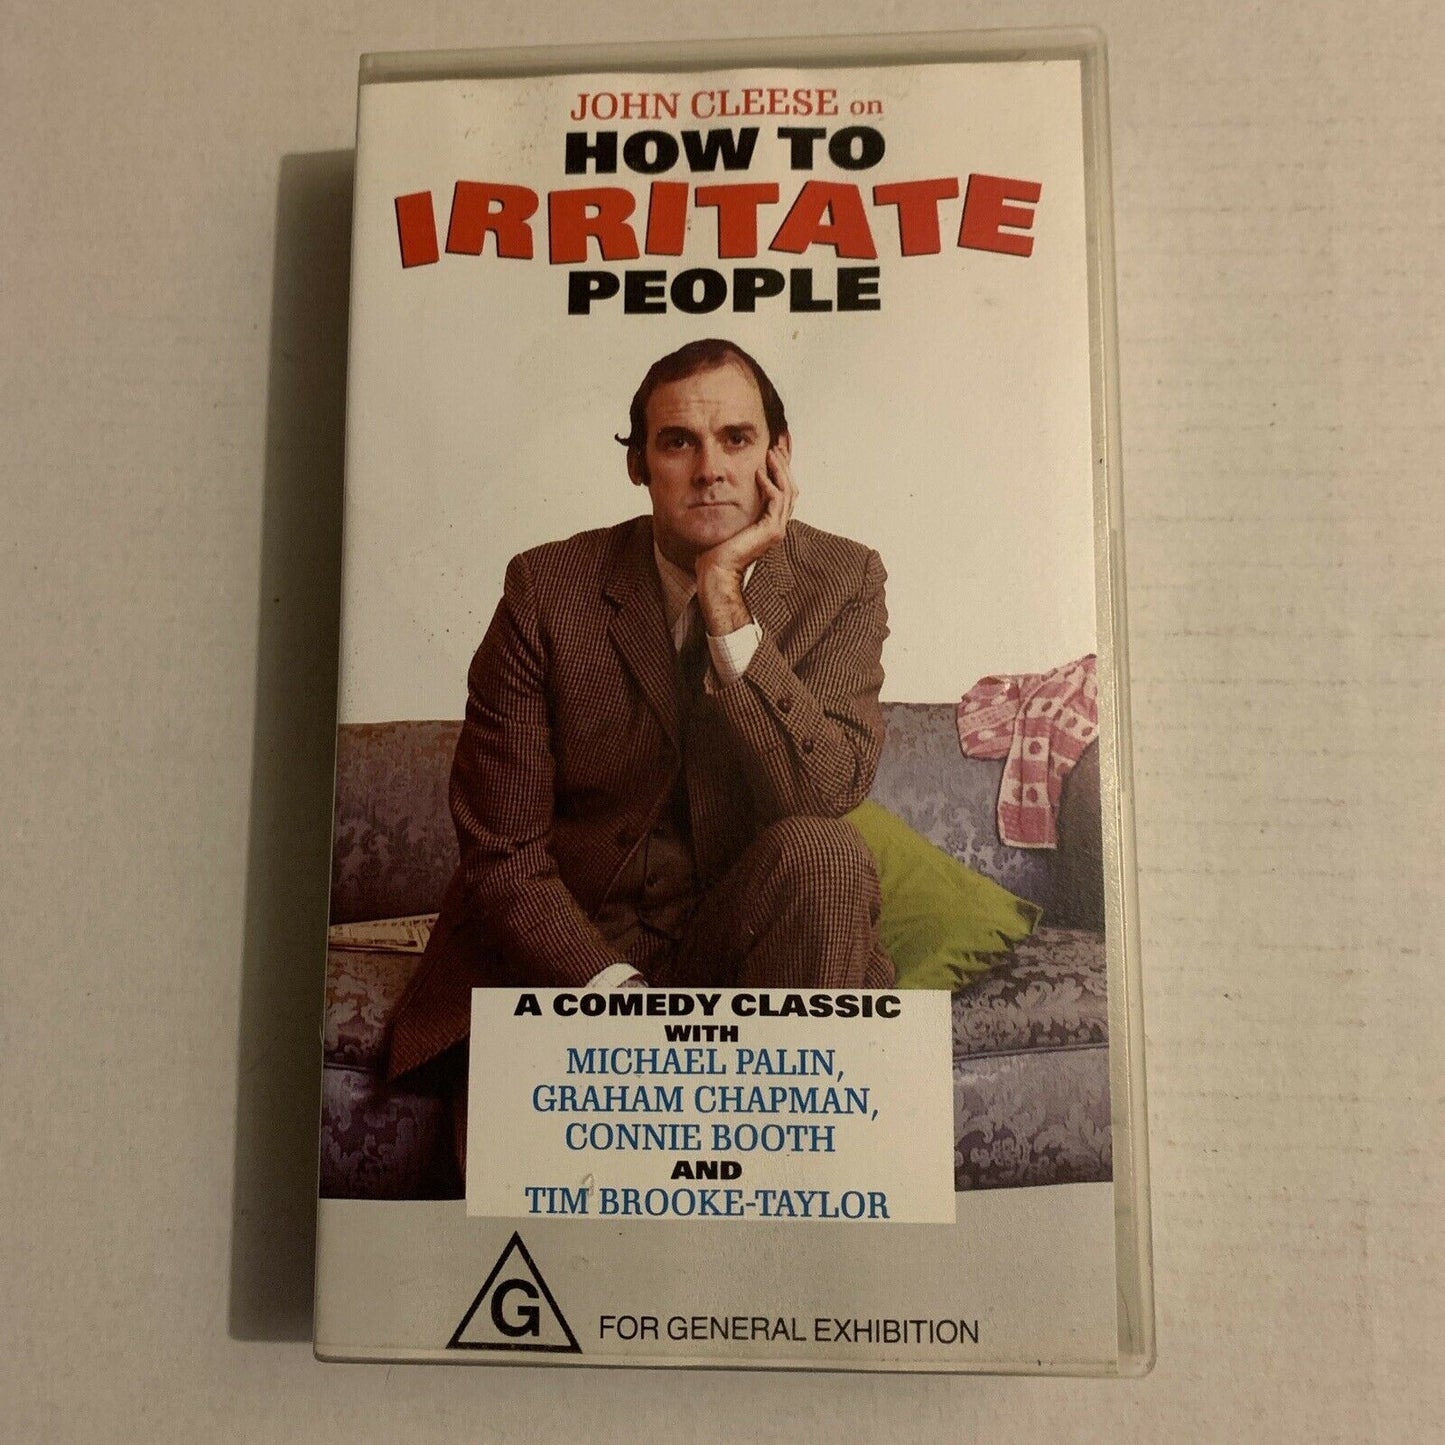 JOHN CLEESE on
HOW TO
IRRITATE
PEOPLE
A COMEDY CLASSIC
WITH
MICHAEL PALIN,
GRAHAM CHAPMAN,
CONNIE BOOTH
AND
TIM BROOKE-TAYLOR
G
FOR GENERAL EXHIBITION